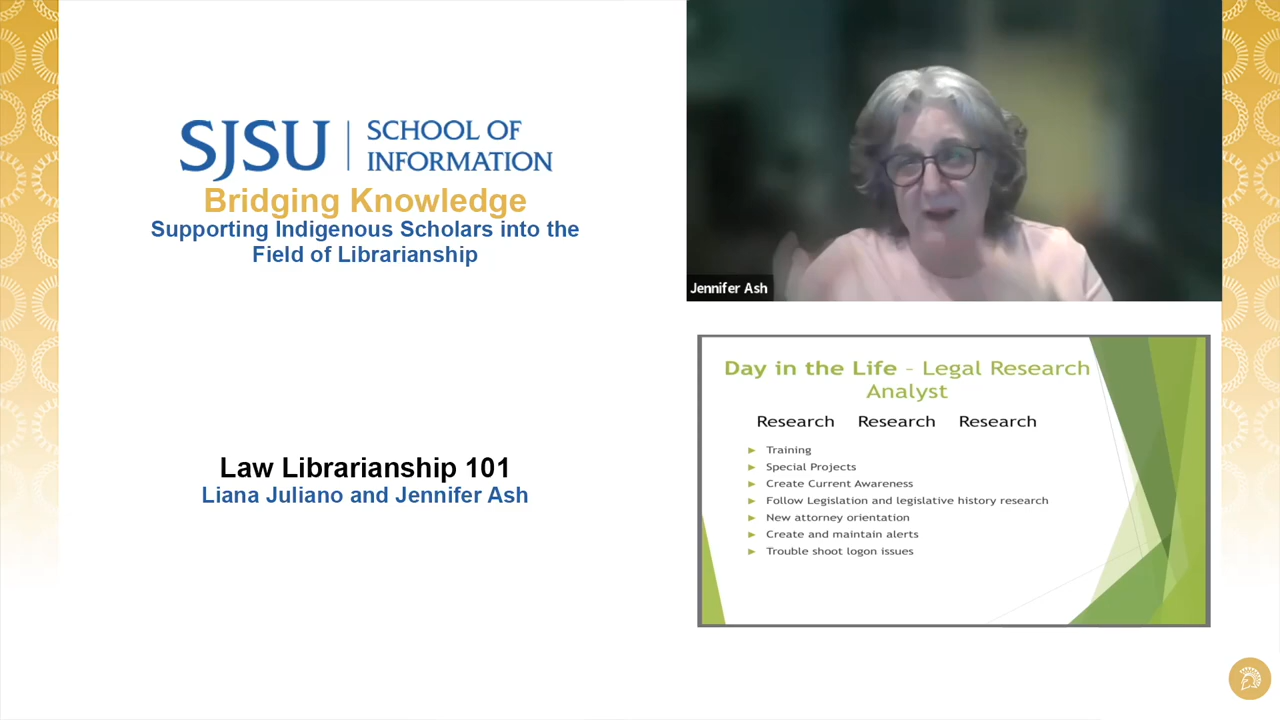 SJSU | SCHOOL OF
INFORMATION
Bridging Knowledge
Supporting Indigenous Scholars into the
Field of Librarianship
Law Librarianship 101
Liana Juliano and Jennifer Ash
Jennifer Ash
Day in the Life – Legal Research
Analyst
Research Research Research
Training
Special Projects
Create Current Awareness
Follow Legislation and legislative history research
New attorney orientation
Create and maintain alerts
Trouble shoot logon issues